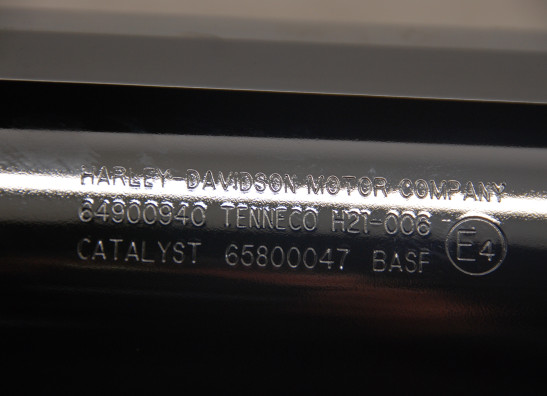 HARLEY-DAVIDSON MOTOR COMPANY
64900940 TENNECO H21-006
CATALYST 65800047 BASF E4